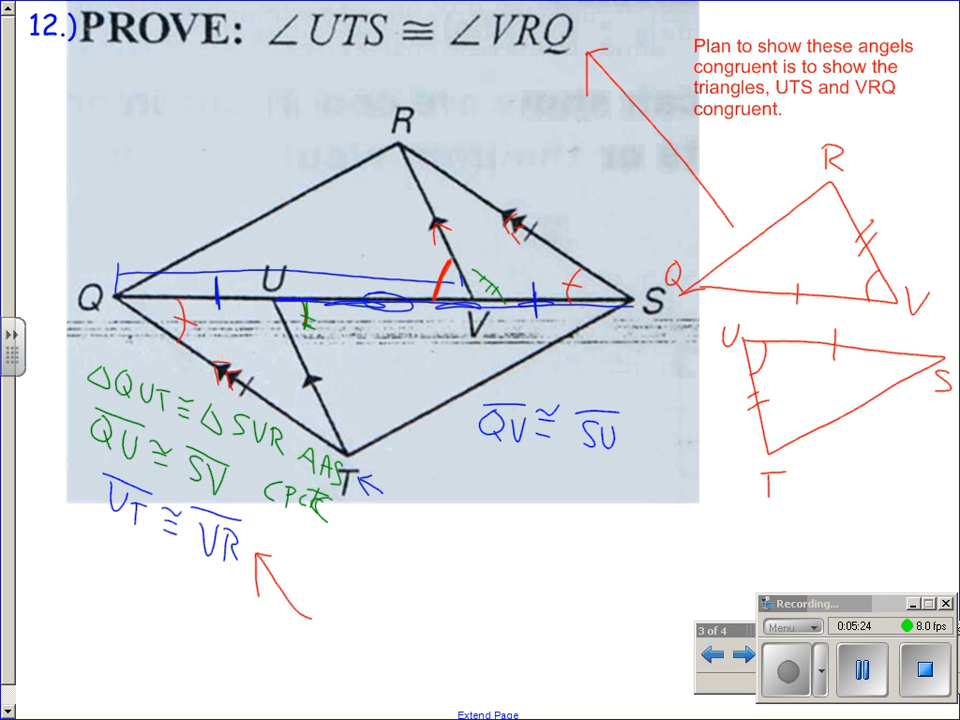 12.) PROVE: ∠UTS ≅ ∠VRQ
Plan to show these angels
congruent is to show the
triangles, UTS and VRQ
congruent.
R
Q
U
V
S
T
R
Q
V
U
S
T
△QUT ≅ △SVR AAS
QU ≅ SV CPCTC
UT ≅ VR
QV ≅ SU
Recording...
Menu
0:05:24
8.0 fps
3 of 4
Extend Page